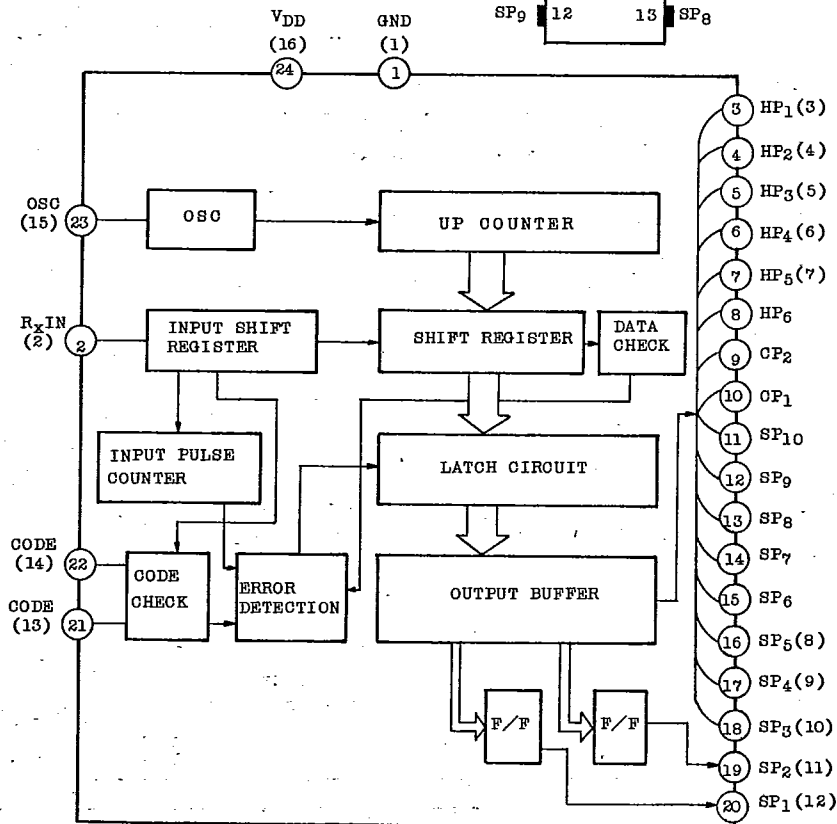 SP9 12 13 SP8
VDD GND
(16) (1)
24 1
OSC
(15)
23
OSC
UP COUNTER
RXIN
(2)
2
INPUT SHIFT
REGISTER
SHIFT REGISTER
DATA
CHECK
INPUT PULSE
COUNTER
LATCH CIRCUIT
CODE
(14)
22
CODE
(13)
21
CODE
CHECK
ERROR
DETECTION
OUTPUT BUFFER
F/F
F/F
3 HP1(3)
4 HP2(4)
5 HP3(5)
6 HP4(6)
7 HP5(7)
8 HP6
9 CP2
10 CP1
11 SP10
12 SP9
13 SP8
14 SP7
15 SP6
16 SP5(8)
17 SP4(9)
18 SP3(10)
19 SP2(11)
20 SP1(12)